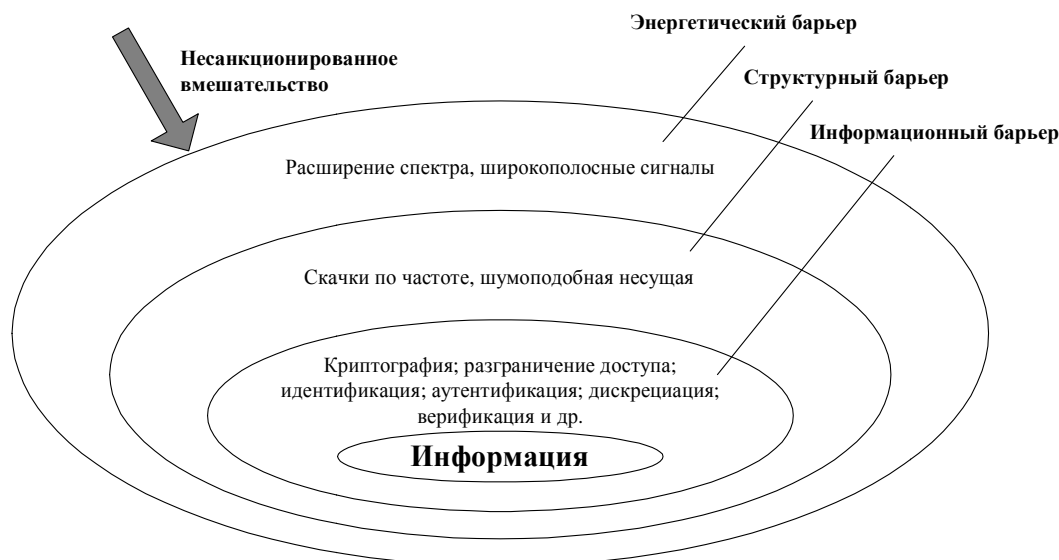 Энергетический барьер
Несанкционированное
вмешательство
Структурный барьер
Информационный барьер
Расширение спектра, широкополосные сигналы
Скачки по частоте, шумоподобная несущая
Криптография; разграничение доступа;
идентификация; аутентификация; дискрециация;
верификация и др.
Информация